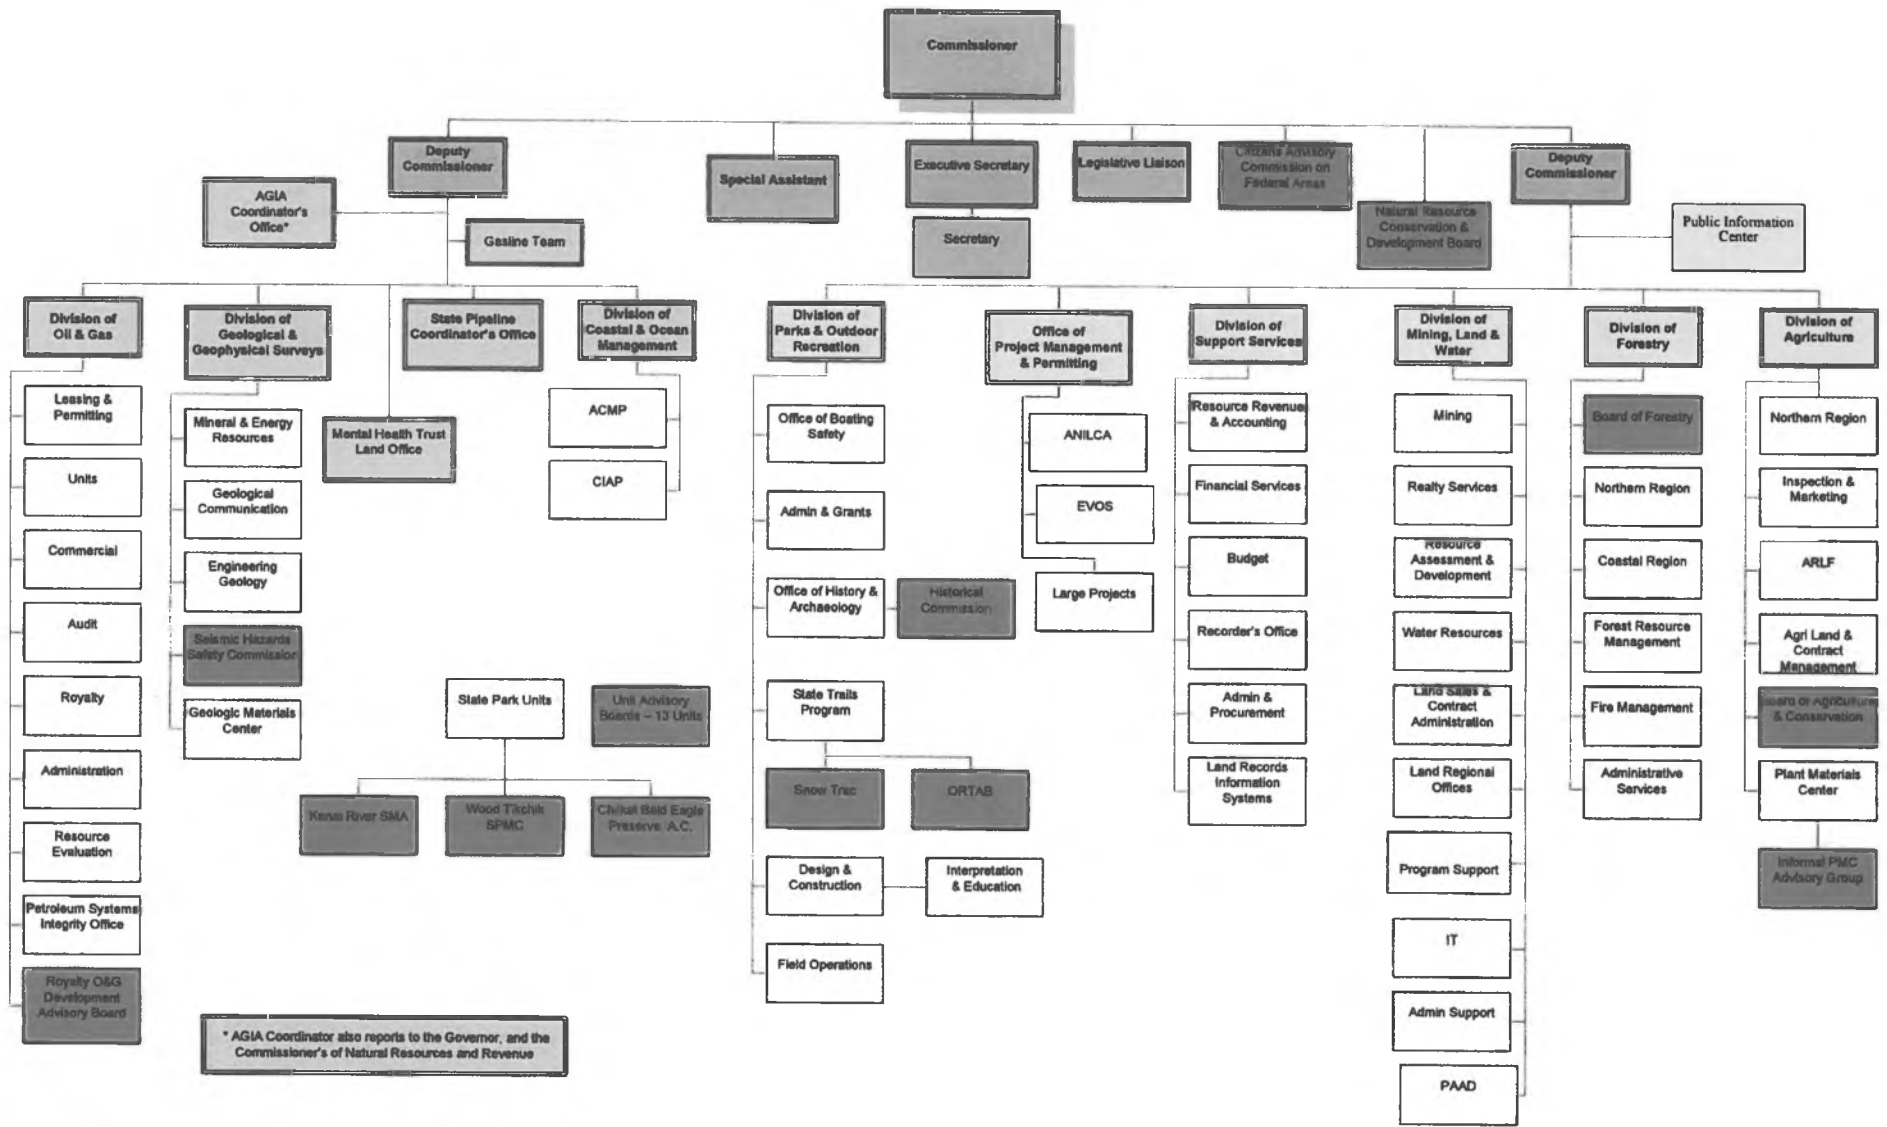 Commissioner
Deputy
Commissioner
Special Assistant
Executive Secretary
Legislative Liaison
Citizens Advisory
Commission on
Federal Areas
Deputy
Commissioner
AGIA
Coordinator's
Office*
Gasline Team
Secretary
Natural Resource
Conservation &
Development Board
Public Information
Center
Division of
Oil & Gas
Division of
Geological &
Geophysical Surveys
State Pipeline
Coordinator's Office
Division of
Coastal & Ocean
Management
Division of
Parks & Outdoor
Recreation
Office of
Project Management
& Permitting
Division of
Support Services
Division of
Mining, Land &
Water
Division of
Forestry
Division of
Agriculture
Leasing &
Permitting
Units
Commercial
Audit
Royalty
Administration
Resource
Evaluation
Petroleum Systems
Integrity Office
Royalty O&G
Development
Advisory Board
Mineral & Energy
Resources
Geological
Communication
Engineering
Geology
Seismic Hazards
Safety Commission
Geologic Materials
Center
Mental Health Trust
Land Office
ACMP
CIAP
State Park Units
Unit Advisory
Boards – 13 Units
Kenai River SMA
Wood Tikchik
SPMC
Chilkat Bald Eagle
Preserve A.C.
Office of Boating
Safety
Admin & Grants
Office of History &
Archaeology
Historical
Commission
State Trails
Program
Snow Trac
ORTAB
Design &
Construction
Interpretation
& Education
Field Operations
ANILCA
EVOS
Large Projects
Resource Revenue
& Accounting
Financial Services
Budget
Recorder's Office
Admin &
Procurement
Land Records
Information
Systems
Mining
Realty Services
Resource
Assessment &
Development
Water Resources
Land Sales &
Contract
Administration
Land Regional
Offices
Program Support
IT
Admin Support
PAAD
Board of Forestry
Northern Region
Coastal Region
Forest Resource
Management
Fire Management
Administrative
Services
Northern Region
Inspection &
Marketing
ARLF
Agri Land &
Contract
Management
Board of Agriculture
& Conservation
Plant Materials
Center
Informal PMC
Advisory Group
* AGIA Coordinator also reports to the Governor, and the
Commissioner's of Natural Resources and Revenue